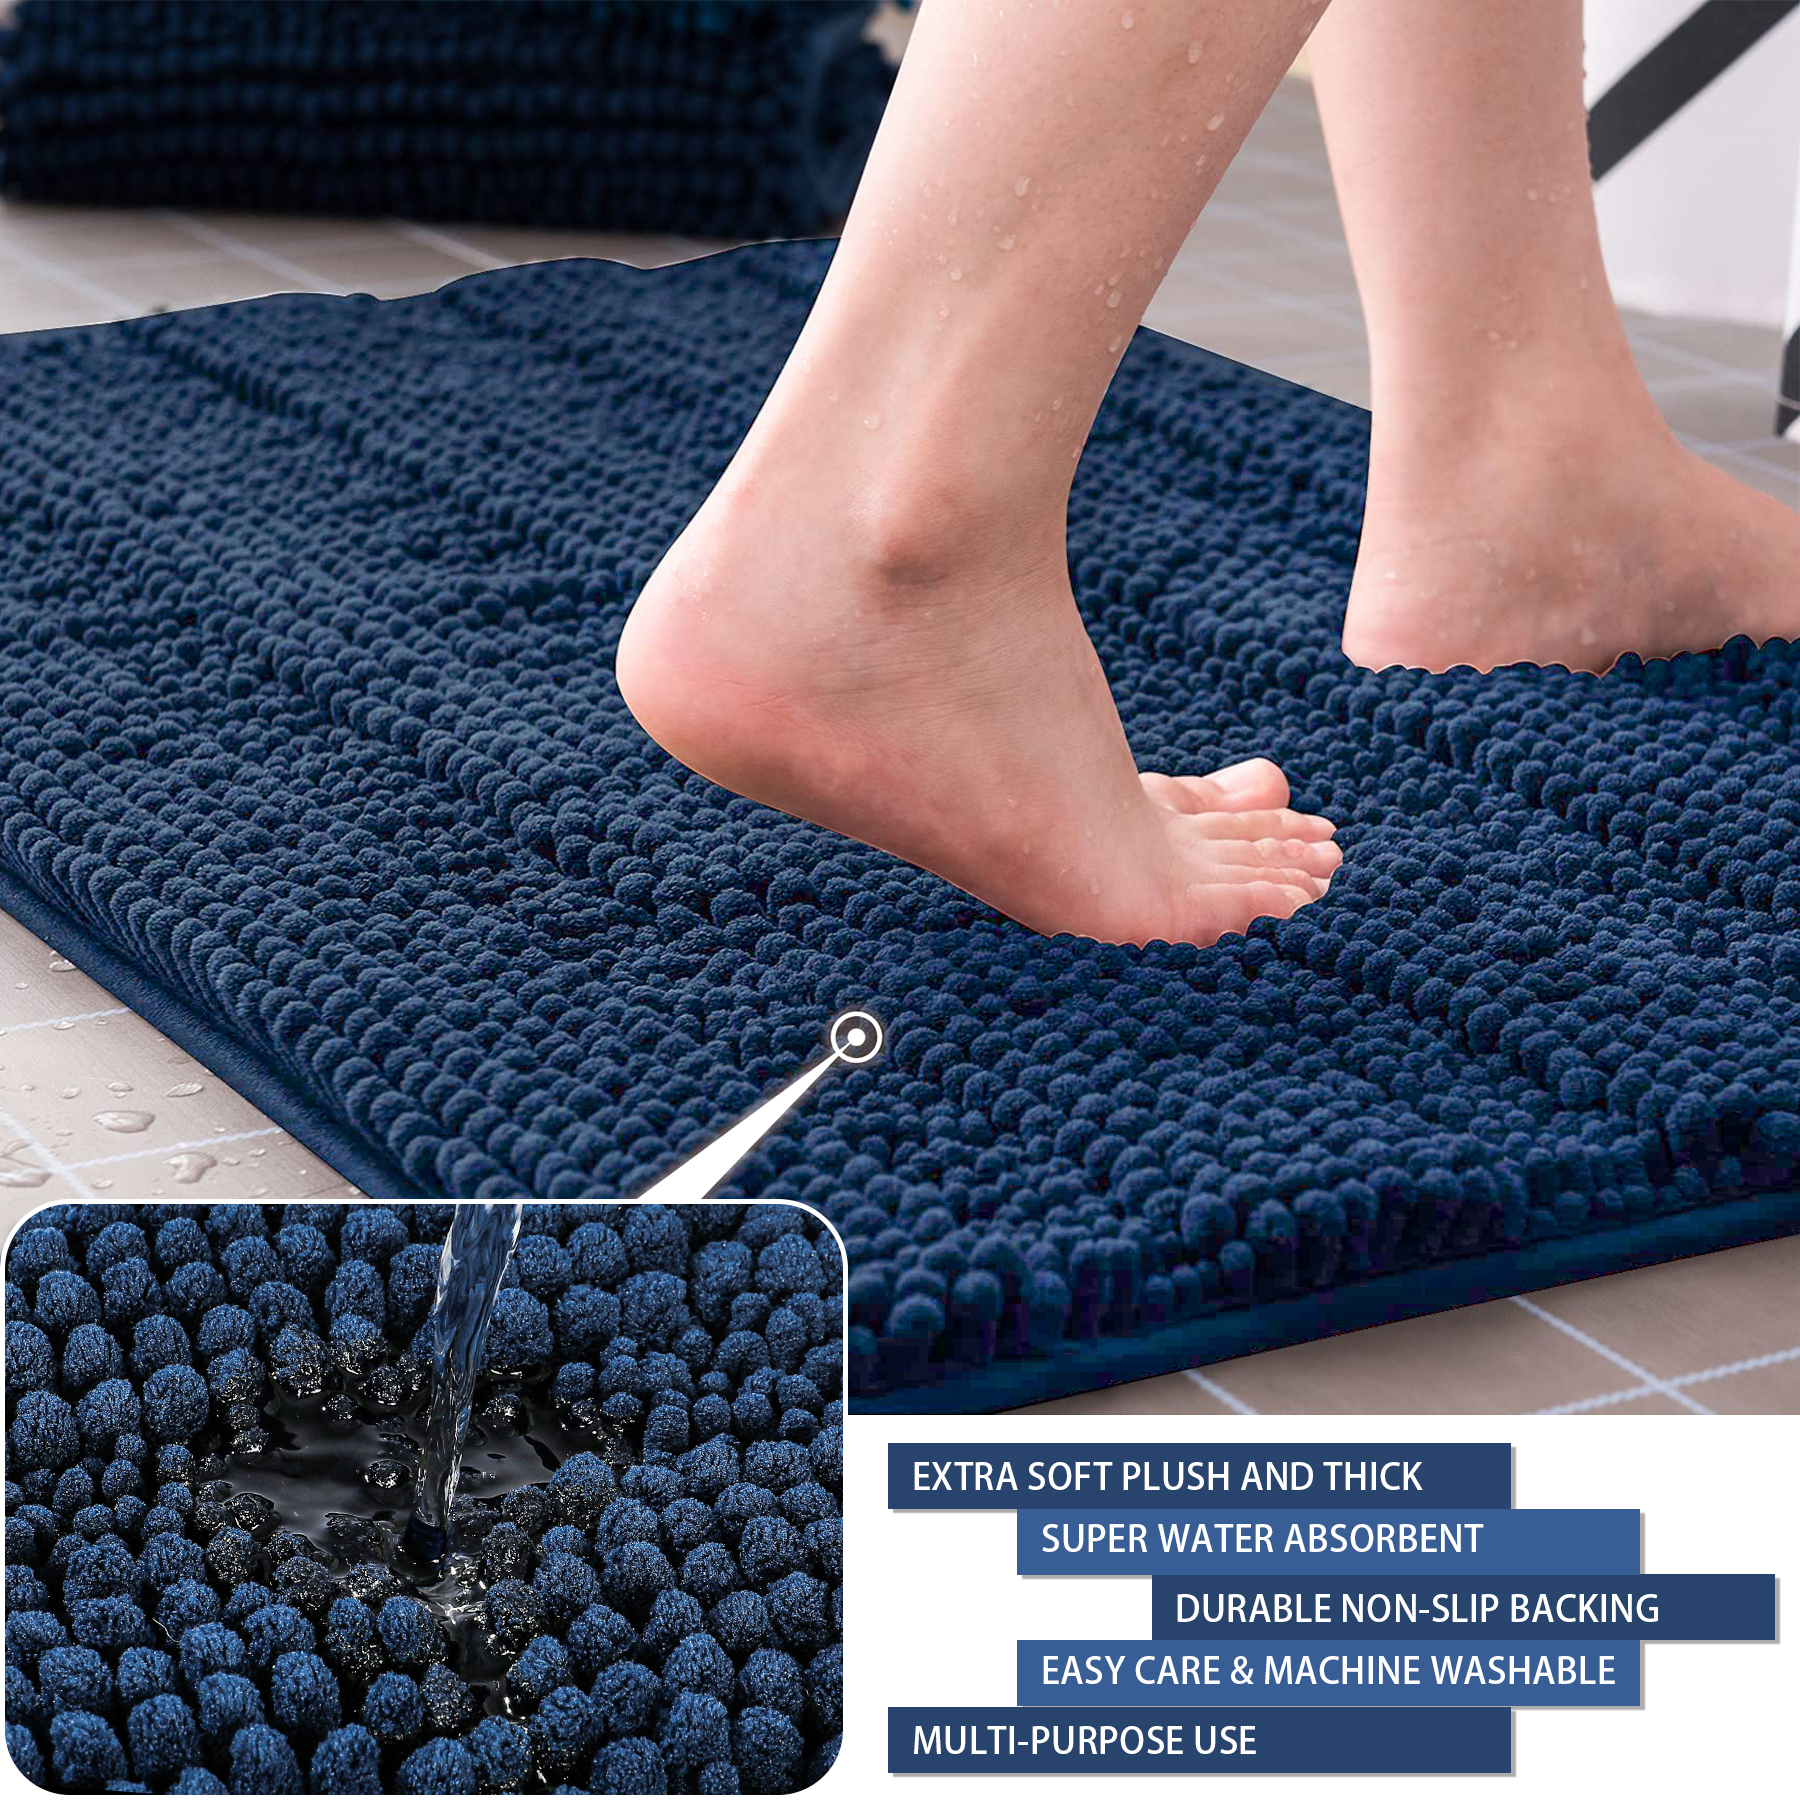 EXTRA SOFT PLUSH AND THICK
SUPER WATER ABSORBENT
DURABLE NON-SLIP BACKING
EASY CARE & MACHINE WASHABLE
MULTI-PURPOSE USE